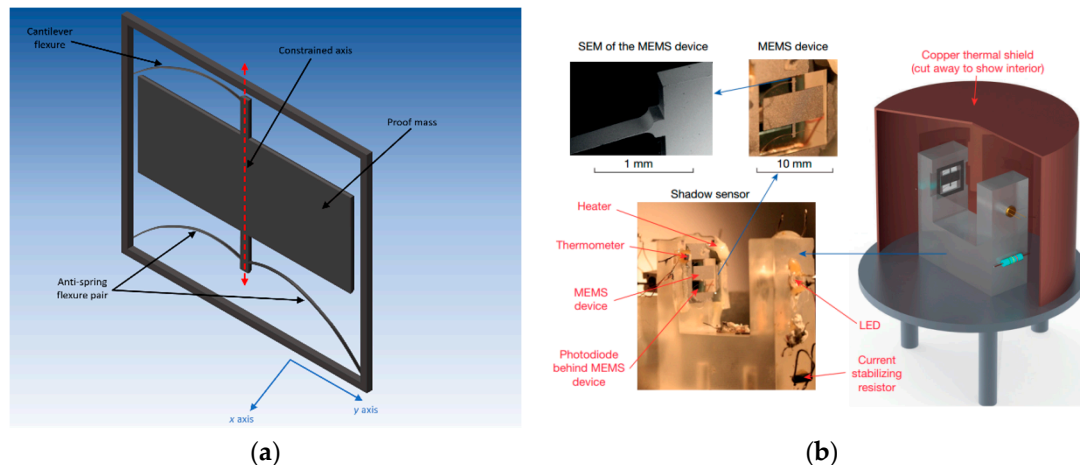 Cantilever
flexure
Constrained axis
Proof mass
Anti-spring
flexure pair
x axis
y axis
(a)
SEM of the MEMS device
MEMS device
1 mm
10 mm
Copper thermal shield
(cut away to show interior)
Shadow sensor
Heater
Thermometer
MEMS
device
Photodiode
behind MEMS
device
LED
Current
stabilizing
resistor
(b)